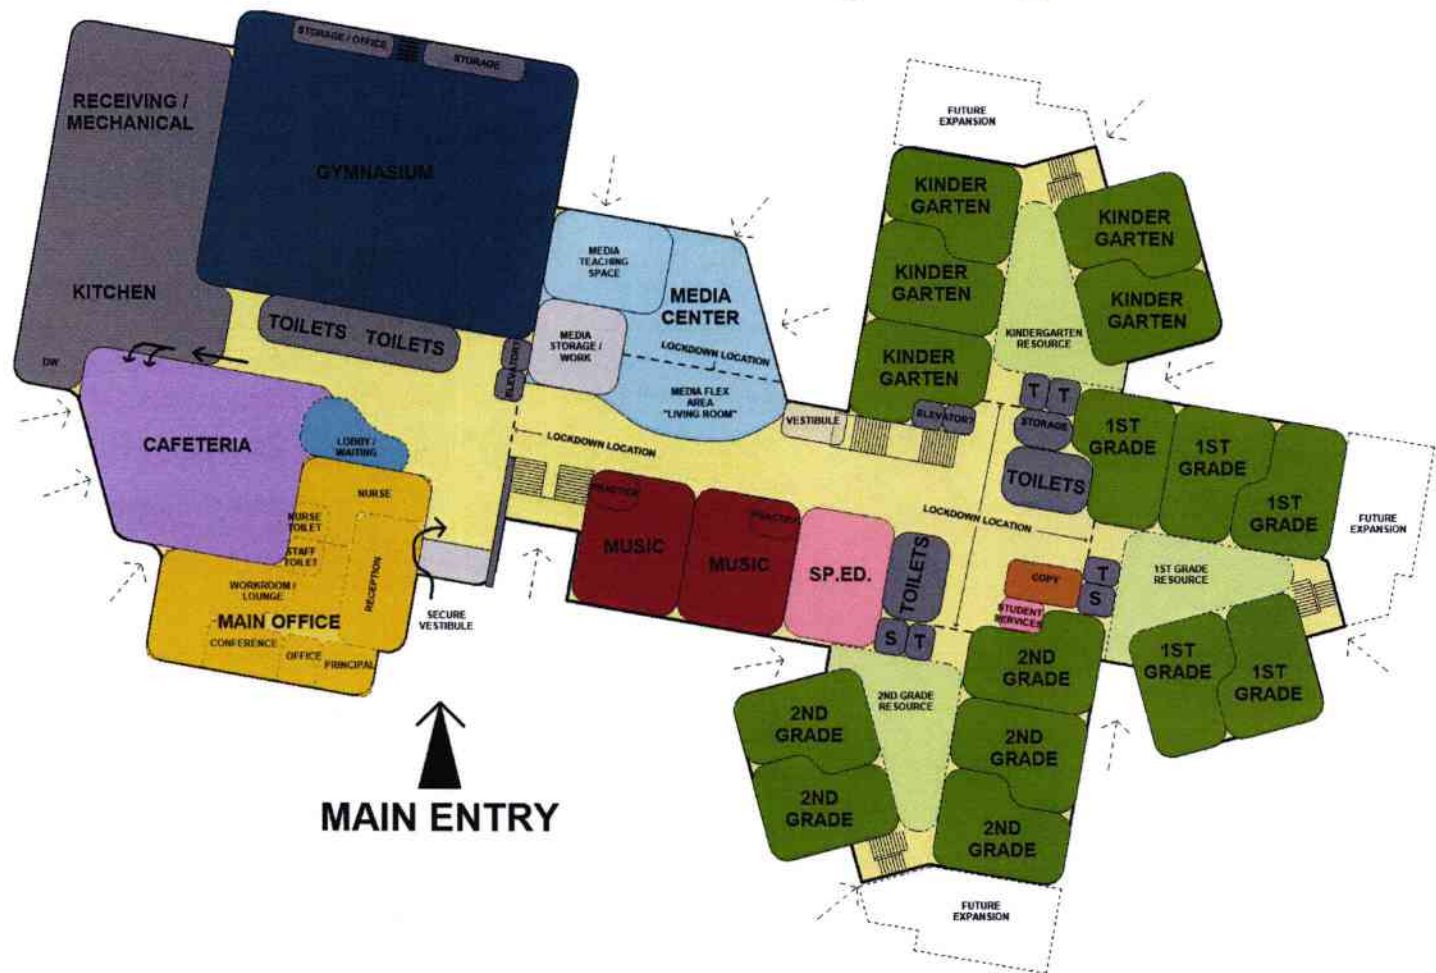 STORAGE / OFFICE
STORAGE
RECEIVING /
MECHANICAL
GYMNASIUM
KITCHEN
DW
TOILETS TOILETS
ELEVATOR?
MEDIA
TEACHING
SPACE
MEDIA
CENTER
MEDIA
STORAGE /
WORK
LOCKDOWN LOCATION
MEDIA FLEX
AREA
"LIVING ROOM"
CAFETERIA
LOBBY /
WAITING
NURSE
NURSE
TOILET
STAFF
TOILET
WORKROOM /
LOUNGE
RECEPTION
MAIN OFFICE
CONFERENCE
OFFICE
PRINCIPAL
SECURE
VESTIBULE
MAIN ENTRY
LOCKDOWN LOCATION
VESTIBULE
ELEVATOR?
PRACTICE
MUSIC
PRACTICE
MUSIC
SP.ED.
TOILETS
S
T
FUTURE
EXPANSION
KINDER
GARTEN
KINDER
GARTEN
KINDER
GARTEN
KINDER
GARTEN
KINDER
GARTEN
KINDERGARTEN
RESOURCE
T
T
STORAGE
TOILETS
LOCKDOWN LOCATION
1ST
GRADE
1ST
GRADE
1ST
GRADE
FUTURE
EXPANSION
1ST GRADE
RESOURCE
1ST
GRADE
1ST
GRADE
COPY
T
S
STUDENT
SERVICES
2ND GRADE
RESOURCE
2ND
GRADE
2ND
GRADE
2ND
GRADE
2ND
GRADE
2ND
GRADE
FUTURE
EXPANSION